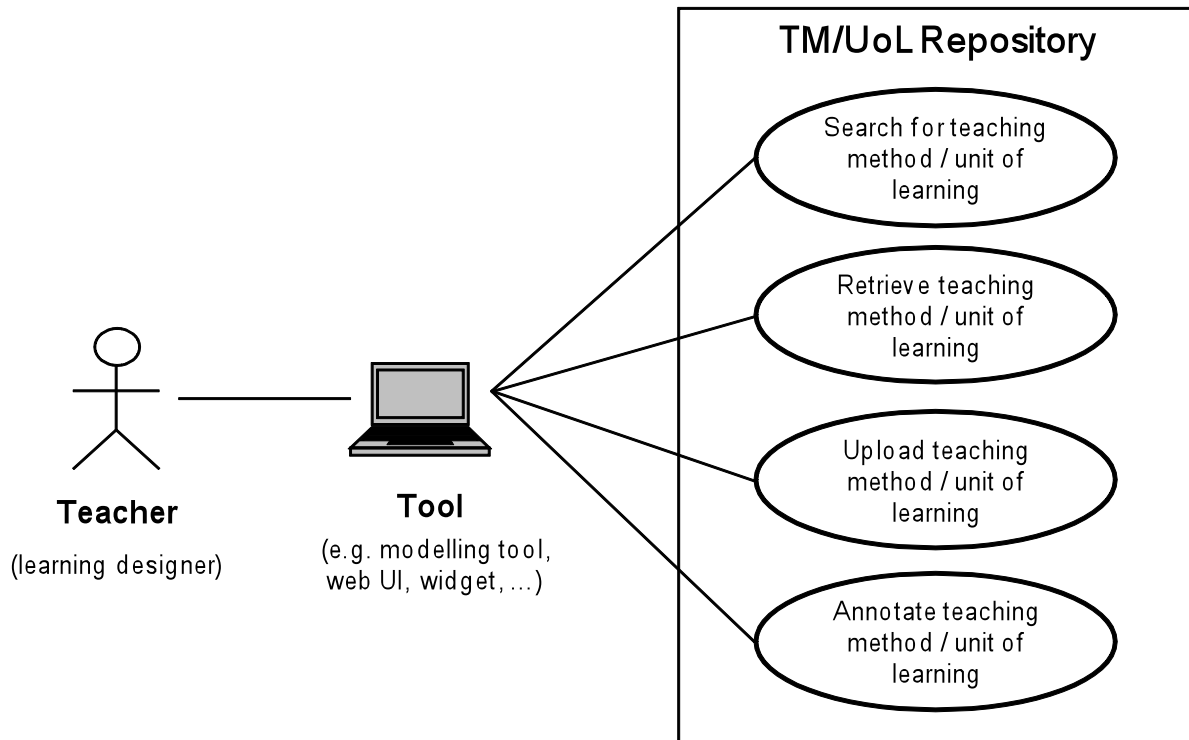 TM/UoL Repository
Search for teaching
method / unit of
learning
Retrieve teaching
method / unit of
learning
Upload teaching
method / unit of
learning
Annotate teaching
method / unit of
learning
Teacher
(learning designer)
Tool
(e.g. modelling tool,
web UI, widget, ...)